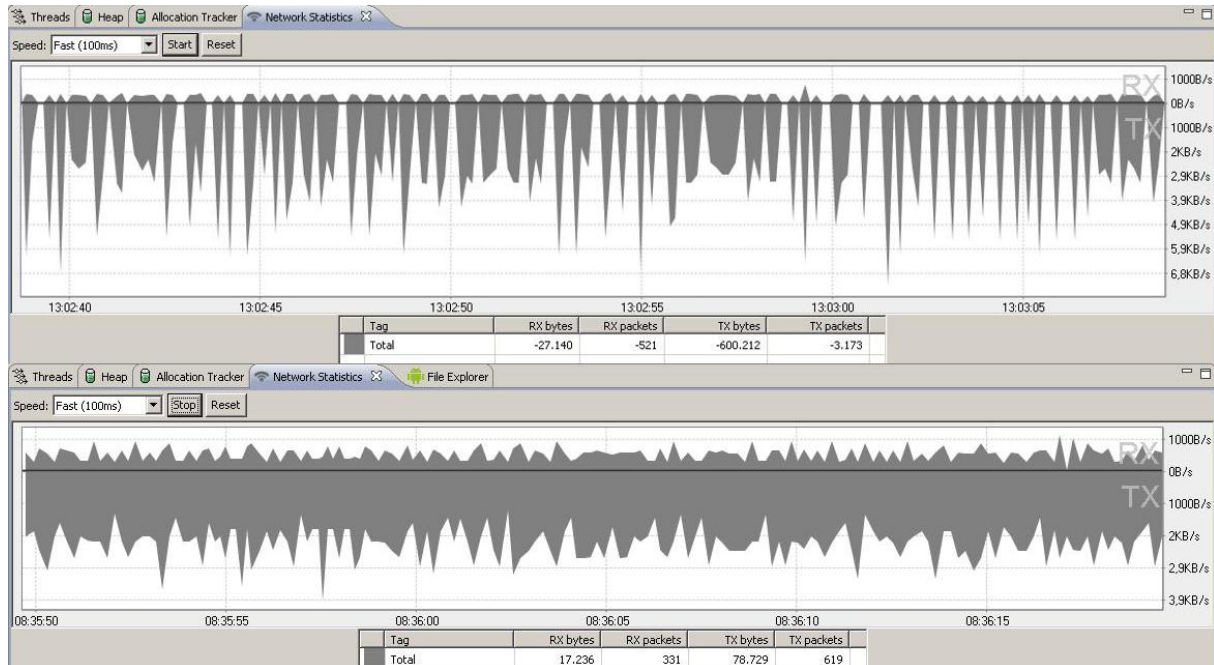 Threads Heap Allocation Tracker Network Statistics
Speed: Fast (100ms) Start Reset
RX
TX
1000B/s
0B/s
1000B/s
2KB/s
2,9KB/s
3,9KB/s
4,9KB/s
5,9KB/s
6,8KB/s
13:02:40 13:02:45 13:02:50 13:02:55 13:03:00 13:03:05
Tag RX bytes RX packets TX bytes TX packets
Total -27.140 -521 -600.212 -3.173
Threads Heap Allocation Tracker Network Statistics File Explorer
Speed: Fast (100ms) Stop Reset
RX
TX
1000B/s
0B/s
1000B/s
2KB/s
2,9KB/s
3,9KB/s
08:35:50 08:35:55 08:36:00 08:36:05 08:36:10 08:36:15
Tag RX bytes RX packets TX bytes TX packets
Total 17.236 331 78.729 619